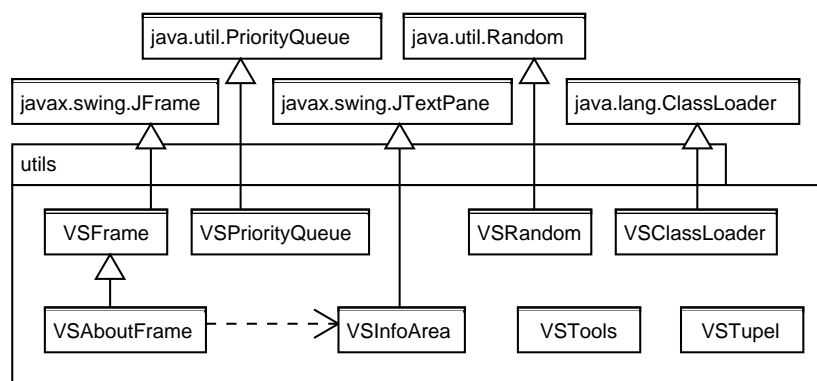 java.util.PriorityQueue
java.util.Random
javax.swing.JFrame
javax.swing.JTextPane
java.lang.ClassLoader
utils
VSFrame
VSPriorityQueue
VSRandom
VSClassLoader
VSAboutFrame
VSInfoArea
VSTools
VSTupel